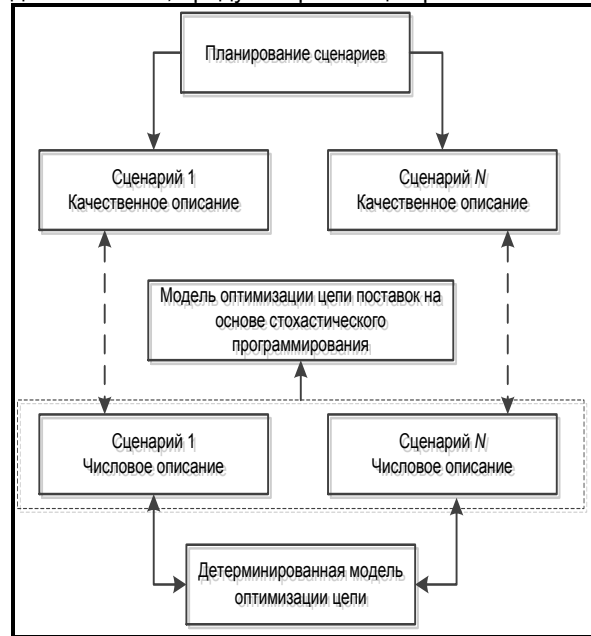 Планирование сценариев
Сценарий 1
Качественное описание
Сценарий N
Качественное описание
Модель оптимизации цепи поставок на
основе стохастического
программирования
Сценарий 1
Числовое описание
Сценарий N
Числовое описание
Детерминированная модель
оптимизации цепи